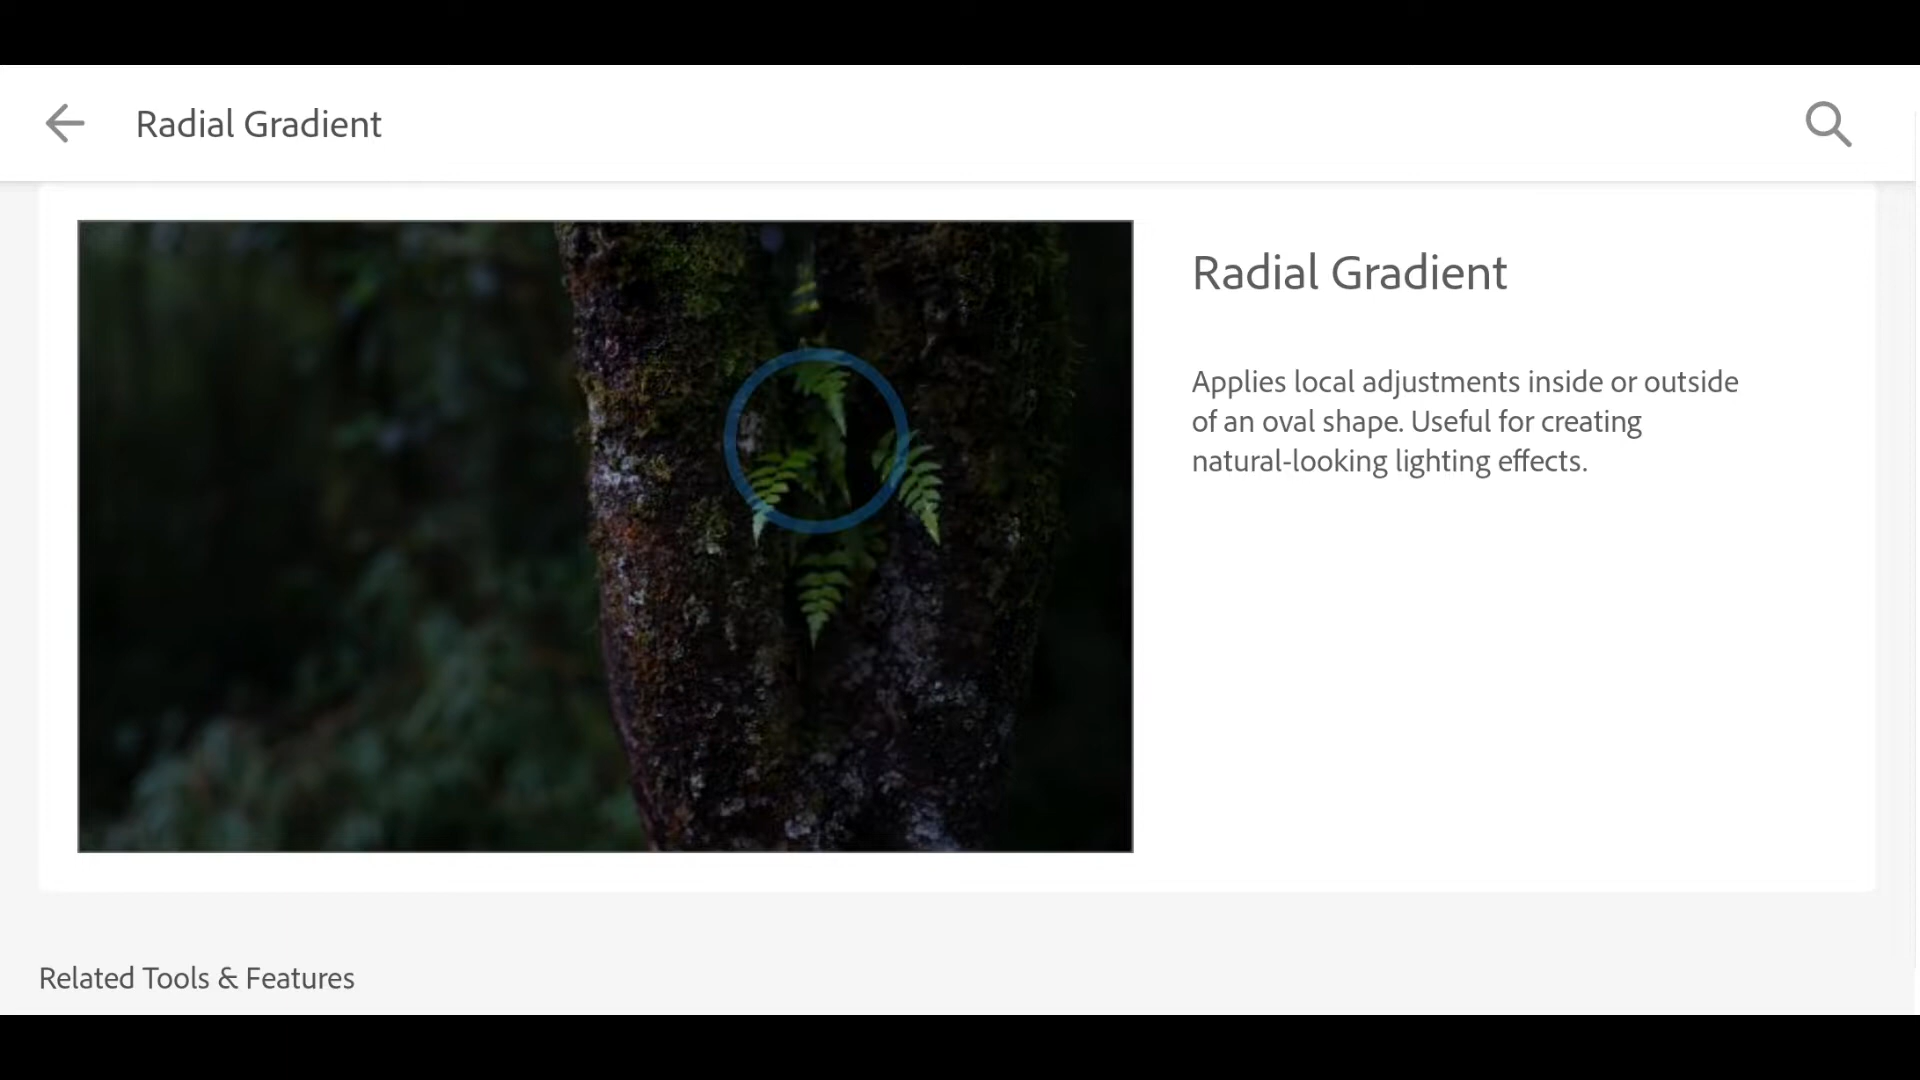 Radial Gradient
Radial Gradient
Applies local adjustments inside or outside
of an oval shape. Useful for creating
natural-looking lighting effects.
Related Tools & Features